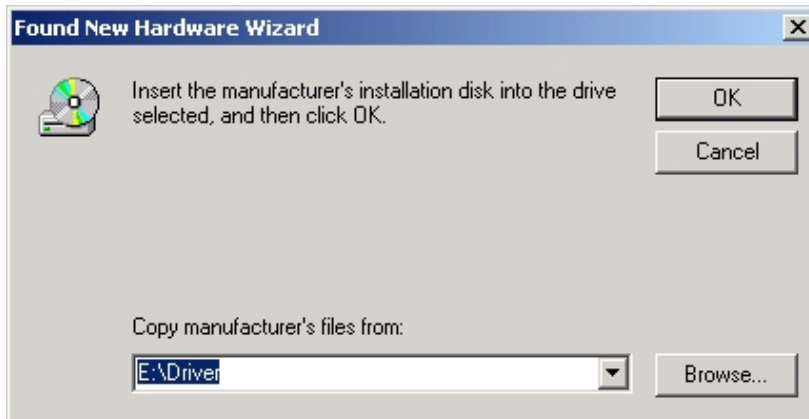 Found New Hardware Wizard
Insert the manufacturer's installation disk into the drive
selected, and then click OK.
OK
Cancel
Copy manufacturer's files from:
E:\Driver
Browse...